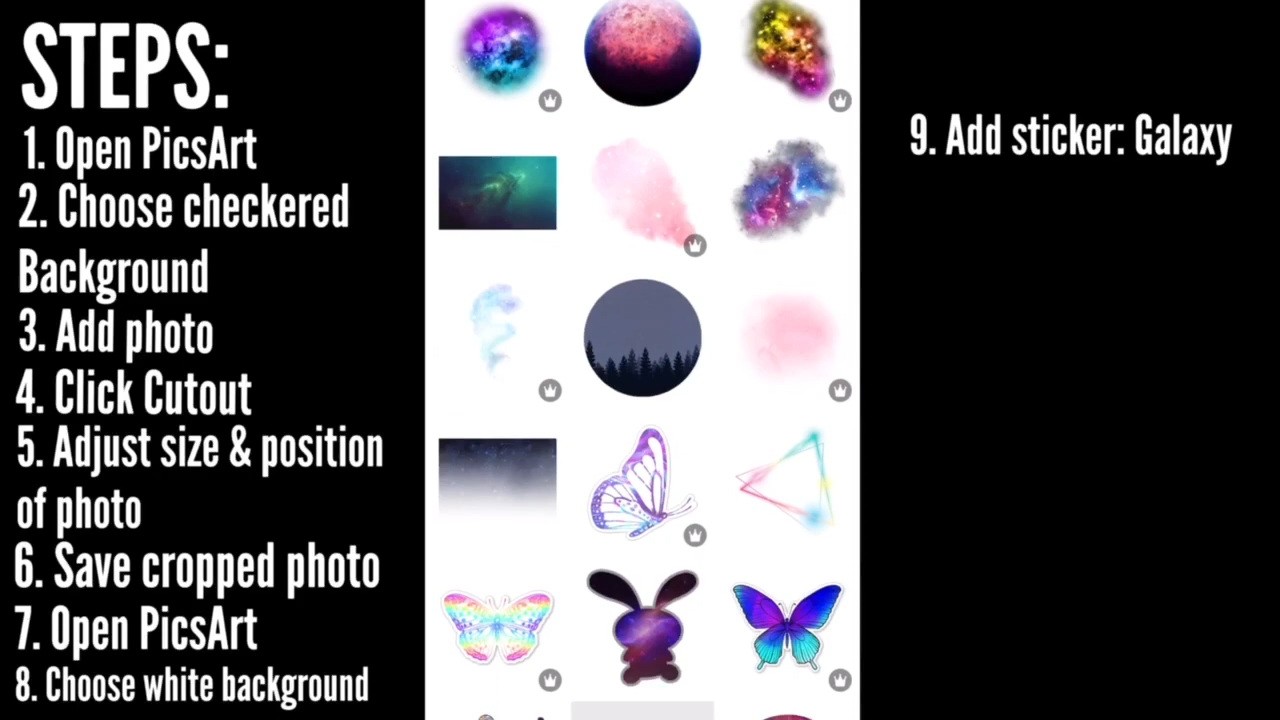 STEPS:
1. Open PicsArt
2. Choose checkered
Background
3. Add photo
4. Click Cutout
5. Adjust size & position
of photo
6. Save cropped photo
7. Open PicsArt
8. Choose white background
9. Add sticker: Galaxy